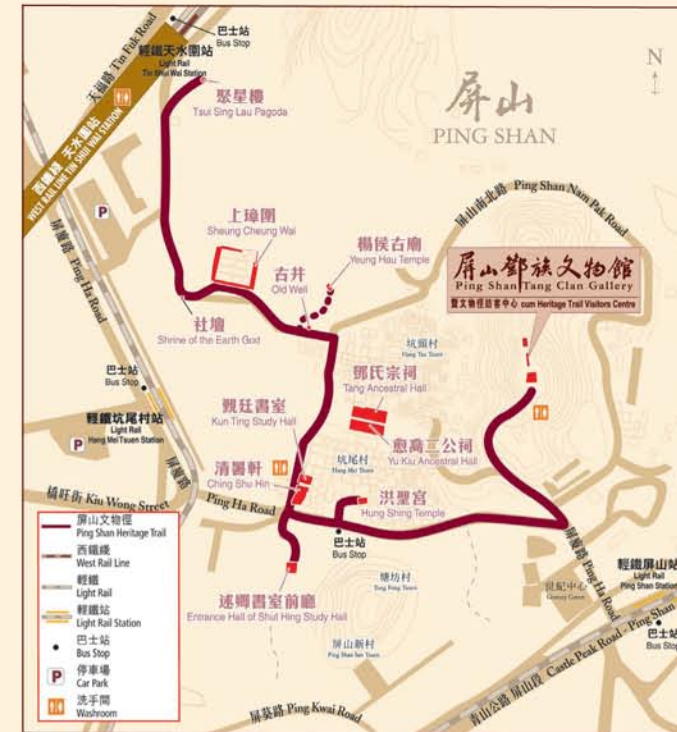 巴士站
Bus Stop
輕鐵天水圍站
Light Rail
Tin Shui Wai Station
天福路 Tin Fuk Road
西鐵綫 天水圍站
WEST RAIL LINE TIN SHUI WAI STATION
聚星樓
Tsui Sing Lau Pagoda
屏山
PING SHAN
N
屏山南北路 Ping Shan Nam Pak Road
P
屏廈路 Ping Ha Road
上璋圍
Sheung Cheung Wai
楊侯古廟
Yeung Hau Temple
古井
Old Well
屏山鄧族文物館
Ping Shan Tang Clan Gallery
暨文物徑訪客中心 cum Heritage Trail Visitors Centre
社壇
Shrine of the Earth God
坑頭村
Hang Tau Tsuen
鄧氏宗祠
Tang Ancestral Hall
巴士站
Bus Stop
輕鐵坑尾村站
Light Rail
Hang Mei Tsuen Station
P
覲廷書室
Kun Ting Study Hall
愈喬二公祠
Yu Kiu Ancestral Hall
坑尾村
Hang Mei Tsuen
清暑軒
Ching Shu Hin
屏廈路
Ping Ha Road
橋旺街 Kiu Wong Street
洪聖宮
Hung Shing Temple
巴士站
Bus Stop
屏廈路 Ping Ha Road
輕鐵屏山站
Light Rail
Ping Shan Station
塘坊村
Tong Fong Tsuen
世紀中心
述卿書室前廳
Entrance Hall of Shut Hing Study Hall
巴士站
Bus Stop
屏山新村
Ping Shan San Tsuen
青山公路 屏山段 Castle Peak Road - Ping Shan
屏葵路 Ping Kwai Road
屏山文物徑
Ping Shan Heritage Trail
西鐵綫
West Rail Line
輕鐵
Light Rail
輕鐵站
Light Rail Station
巴士站
Bus Stop
P
停車場
Car Park
洗手間
Washroom